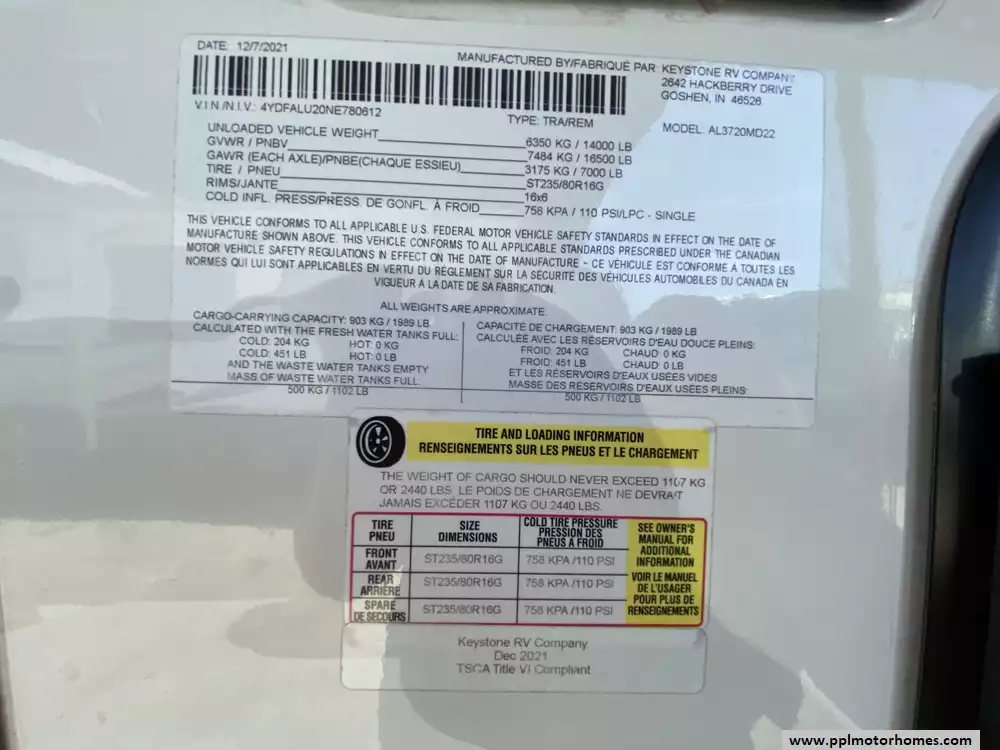 DATE: 12/7/2021
MANUFACTURED BY/FABRIQUÉ PAR: KEYSTONE RV COMPANY
2642 HACKBERRY DRIVE
GOSHEN, IN 46526
V.I.N /N.I.V.: 4YDFALU20NE780612
TYPE: TRA/REM
MODEL: AL3720MD22
UNLOADED VEHICLE WEIGHT 6350 KG / 14000 LB
GVWR / PNBV 7484 KG / 16500 LB
GAWR (EACH AXLE)/PNBE(CHAQUE ESSIEU) 3175 KG / 7000 LB
TIRE / PNEU ST235/80R16G
RIMS/JANTE 16x6
COLD INFL. PRESS/PRESS. DE GONFL. À FROID 758 KPA / 110 PSI/LPC - SINGLE
THIS VEHICLE CONFORMS TO ALL APPLICABLE U.S. FEDERAL MOTOR VEHICLE SAFETY STANDARDS IN EFFECT ON THE DATE OF
MANUFACTURE SHOWN ABOVE. THIS VEHICLE CONFORMS TO ALL APPLICABLE STANDARDS PRESCRIBED UNDER THE CANADIAN
MOTOR VEHICLE SAFETY REGULATIONS IN EFFECT ON THE DATE OF MANUFACTURE - CE VÉHICULE EST CONFORME À TOUTES LES
NORMES QUI LUI SONT APPLICABLES EN VERTU DU RÈGLEMENT SUR LA SÉCURITÉ DES VÉHICULES AUTOMOBILES DU CANADA EN
VIGUEUR À LA DATE DE SA FABRICATION.
ALL WEIGHTS ARE APPROXIMATE.
CARGO-CARRYING CAPACITY: 903 KG / 1989 LB
CALCULATED WITH THE FRESH WATER TANKS FULL:
COLD: 204 KG HOT: 0 KG
COLD: 451 LB HOT: 0 LB
AND THE WASTE WATER TANKS EMPTY
MASS OF WASTE WATER TANKS FULL:
500 KG / 1102 LB
CAPACITÉ DE CHARGEMENT: 903 KG / 1989 LB
CALCULÉE AVEC LES RÉSERVOIRS D'EAU DOUCE PLEINS:
FROID: 204 KG CHAUD: 0 KG
FROID: 451 LB CHAUD: 0 LB
ET LES RÉSERVOIRS D'EAUX USÉES VIDES
MASSE DES RESERVOIRS D'EAUX USÉES PLEINS:
500 KG / 1102 LB
TIRE AND LOADING INFORMATION
RENSEIGNEMENTS SUR LES PNEUS ET LE CHARGEMENT
THE WEIGHT OF CARGO SHOULD NEVER EXCEED 1107 KG
OR 2440 LBS. LE POIDS DE CHARGEMENT NE DEVRAIT
JAMAIS EXCÉDER 1107 KG OU 2440 LBS.
TIRE
PNEU
SIZE
DIMENSIONS
COLD TIRE PRESSURE
PRESSION DES
PNEUS A FROID
FRONT
AVANT
ST235/80R16G
758 KPA /110 PSI
REAR
ARRIÈRE
ST235/80R16G
758 KPA /110 PSI
SPARE
DE SECOURS
ST235/80R16G
758 KPA /110 PSI
SEE OWNER'S
MANUAL FOR
ADDITIONAL
INFORMATION
VOIR LE MANUEL
DE L'USAGER
POUR PLUS DE
RENSEIGNEMENTS
Keystone RV Company
Dec 2021
TSCA Title VI Compliant
www.pplmotorhomes.com